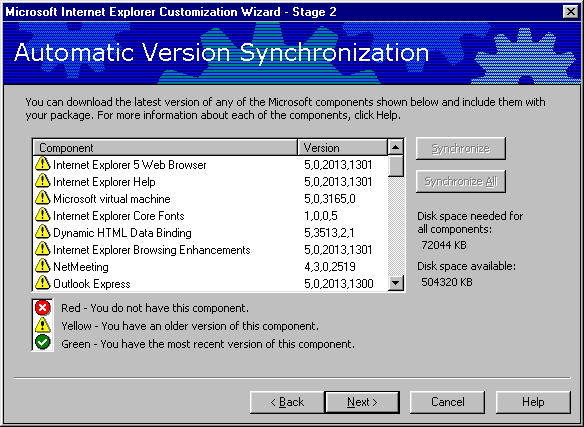 Microsoft Internet Explorer Customization Wizard - Stage 2
Automatic Version Synchronization
You can download the latest version of any of the Microsoft components shown below and include them with
your package. For more information about each of the components, click Help.
Component Version
Internet Explorer 5 Web Browser 5,0,2013,1301
Internet Explorer Help 5,0,2013,1301
Microsoft virtual machine 5,0,3165,0
Internet Explorer Core Fonts 1,0,0,5
Dynamic HTML Data Binding 5,3513,2,1
Internet Explorer Browsing Enhancements 5,0,2013,1301
NetMeeting 4,3,0,2519
Outlook Express 5,0,2013,1300
Synchronize
Synchronize All
Disk space needed for
all components:
72044 KB
Disk space available:
504320 KB
Red - You do not have this component.
Yellow - You have an older version of this component.
Green - You have the most recent version of this component.
< Back Next > Cancel Help